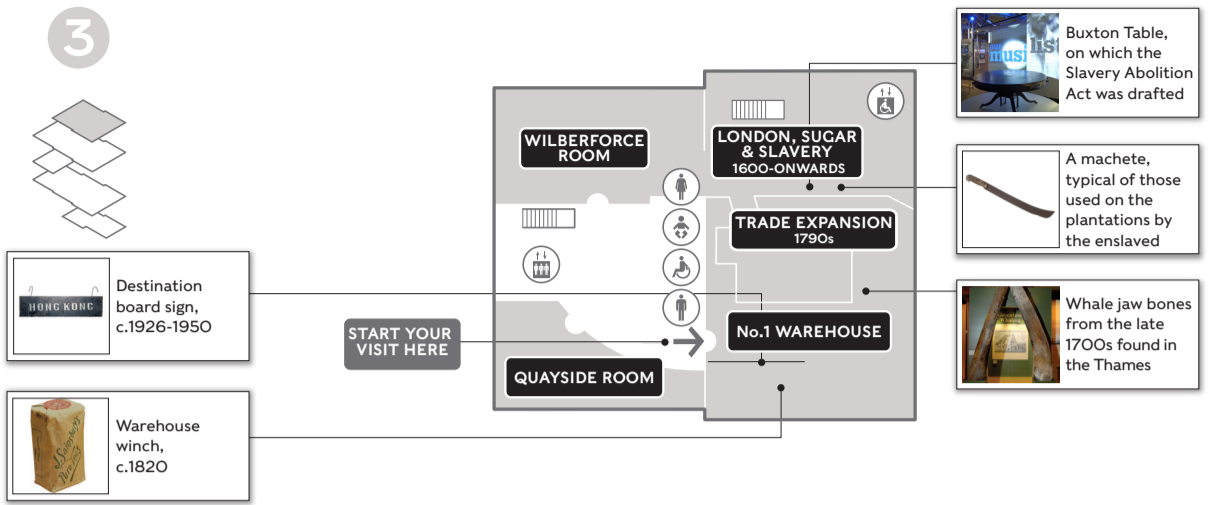 3
Buxton Table,
on which the
Slavery Abolition
Act was drafted
WILBERFORCE
ROOM
LONDON, SUGAR
& SLAVERY
1600-ONWARDS
A machete,
typical of those
used on the
plantations by
the enslaved
TRADE EXPANSION
1790s
HONG KONG
Destination
board sign,
c.1926-1950
START YOUR
VISIT HERE
No.1 WAREHOUSE
Whale jaw bones
from the late
1700s found in
the Thames
QUAYSIDE ROOM
J. Sainsbury
Warehouse
winch,
c.1820
musi
list